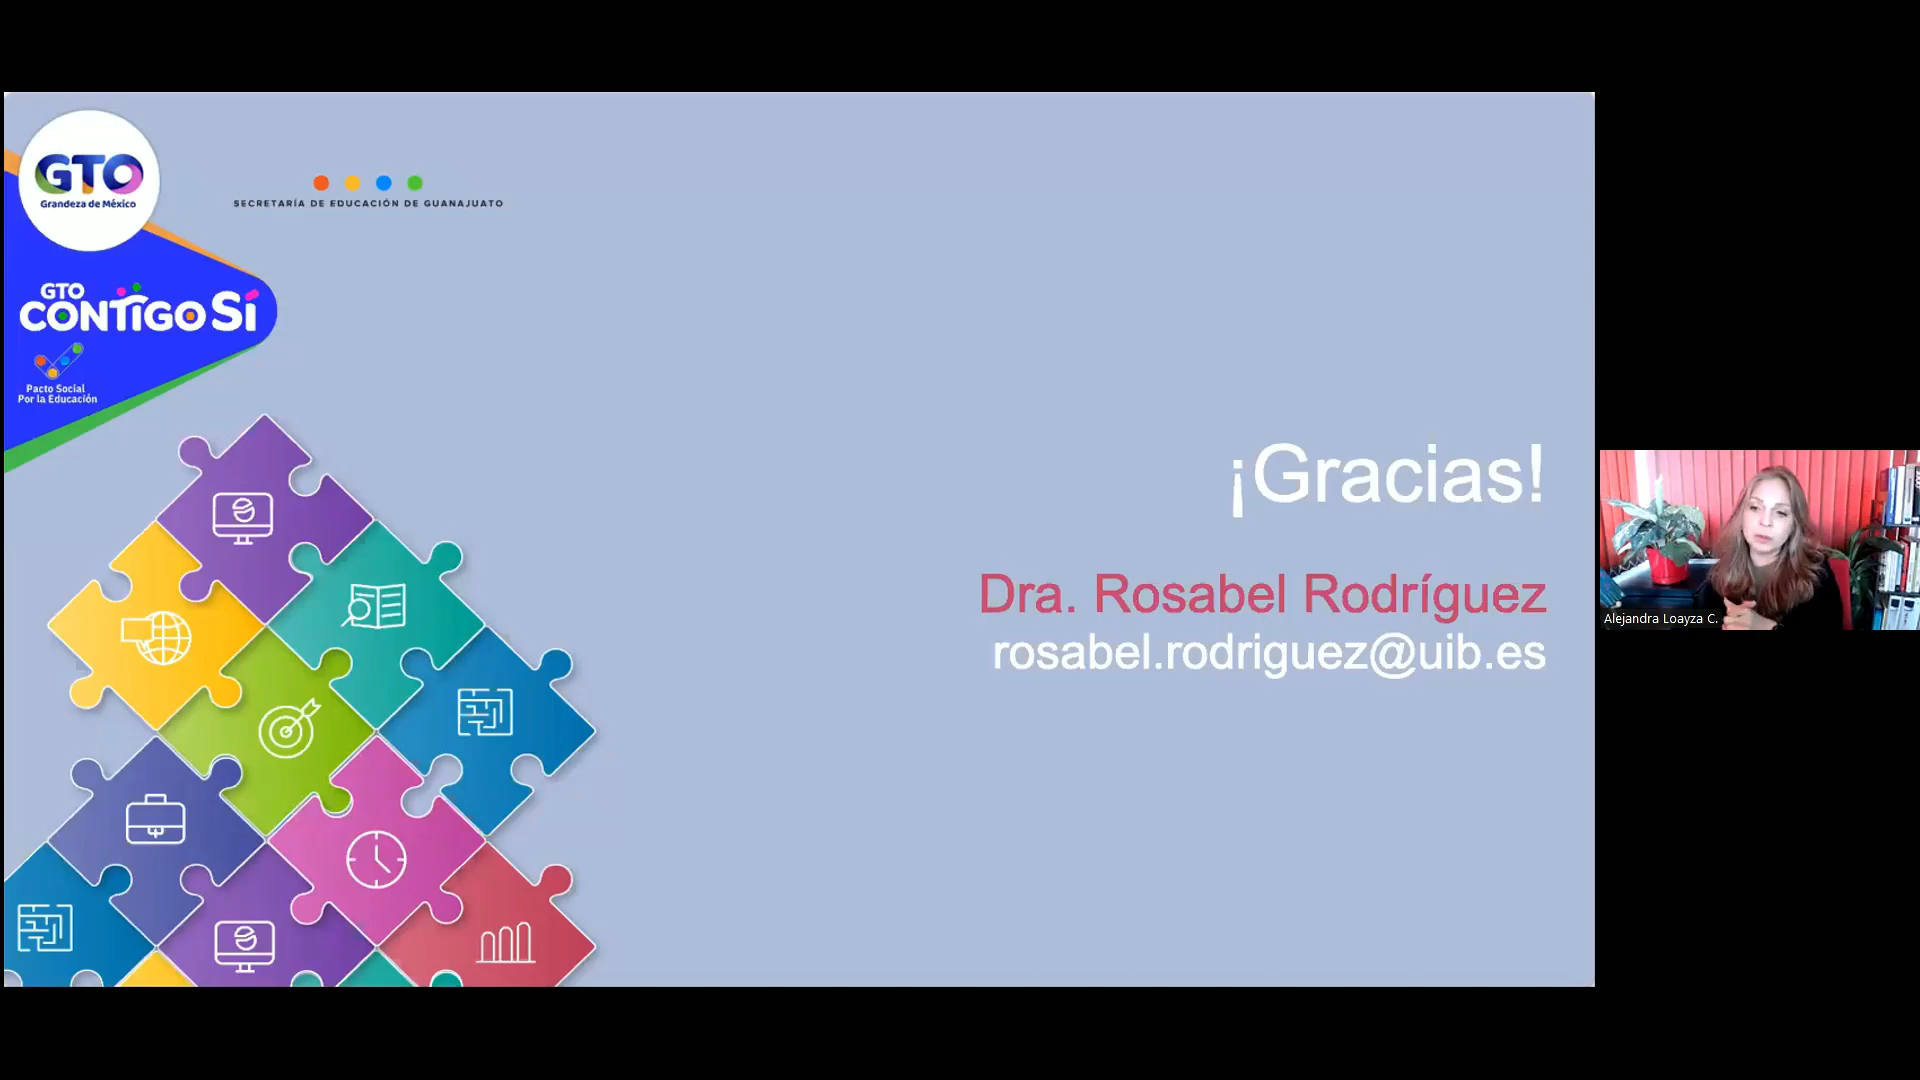 GTO
Grandeza de México
SECRETARÍA DE EDUCACIÓN DE GUANAJUATO
GTO
CONTIGO Sí
Pacto Social
Por la Educación
¡Gracias!
Dra. Rosabel Rodríguez
rosabel.rodriguez@uib.es
Alejandra Loayza C.